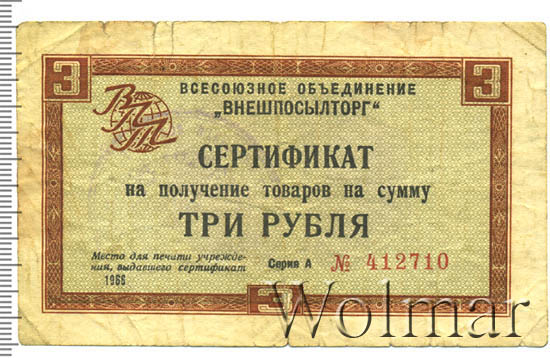 3 3
ВПТ
ВСЕСОЮЗНОЕ ОБЪЕДИНЕНИЕ
„ВНЕШПОСЫЛТОРГ“
СЕРТИФИКАТ
на получение товаров на сумму
ТРИ РУБЛЯ
Место для печати учрежде-
ния, выдавшего сертификат
1966
Серия А № 412710
3
Wolmar